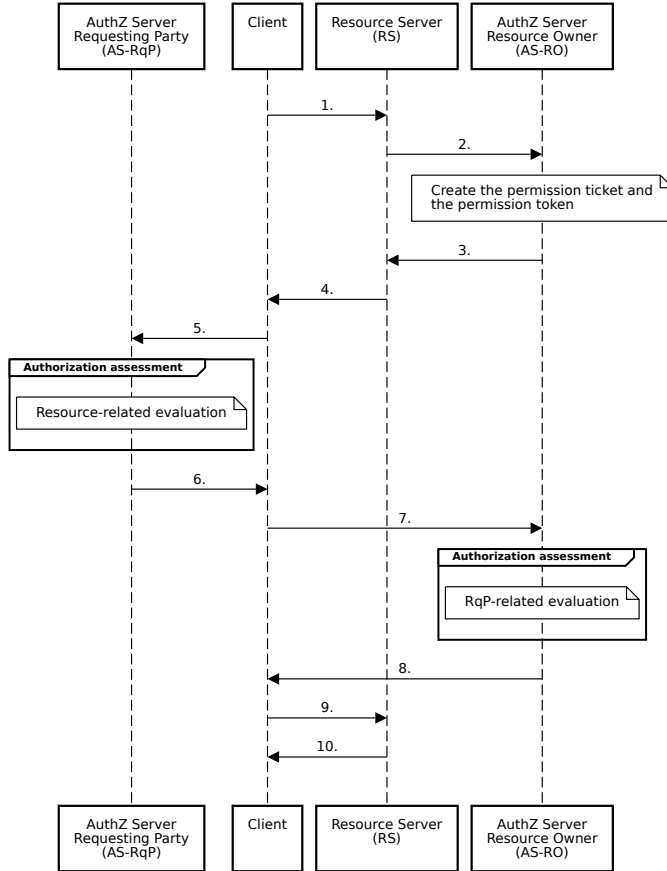 AuthZ Server
Requesting Party
(AS-RqP)
Client
Resource Server
(RS)
AuthZ Server
Resource Owner
(AS-RO)
1.
2.
Create the permission ticket and
the permission token
3.
4.
5.
Authorization assessment
Resource-related evaluation
6.
7.
Authorization assessment
RqP-related evaluation
8.
9.
10.
AuthZ Server
Requesting Party
(AS-RqP)
Client
Resource Server
(RS)
AuthZ Server
Resource Owner
(AS-RO)